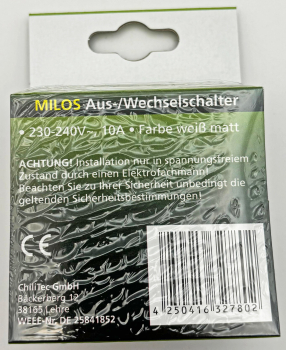 MILOS Aus-/Wechselschalter
• 230-240V~, 10A • Farbe weiß matt
ACHTUNG! Installation nur in spannungsfreiem
Zustand durch einen Elektrofachmann!
Beachten Sie zu Ihrer Sicherheit unbedingt die
geltenden Sicherheitsbestimmungen!
CE
ChiliTec GmbH
Bäckerberg 12
38165 Lehre
WEEE-Nr. DE 25841852
4 250416 327802